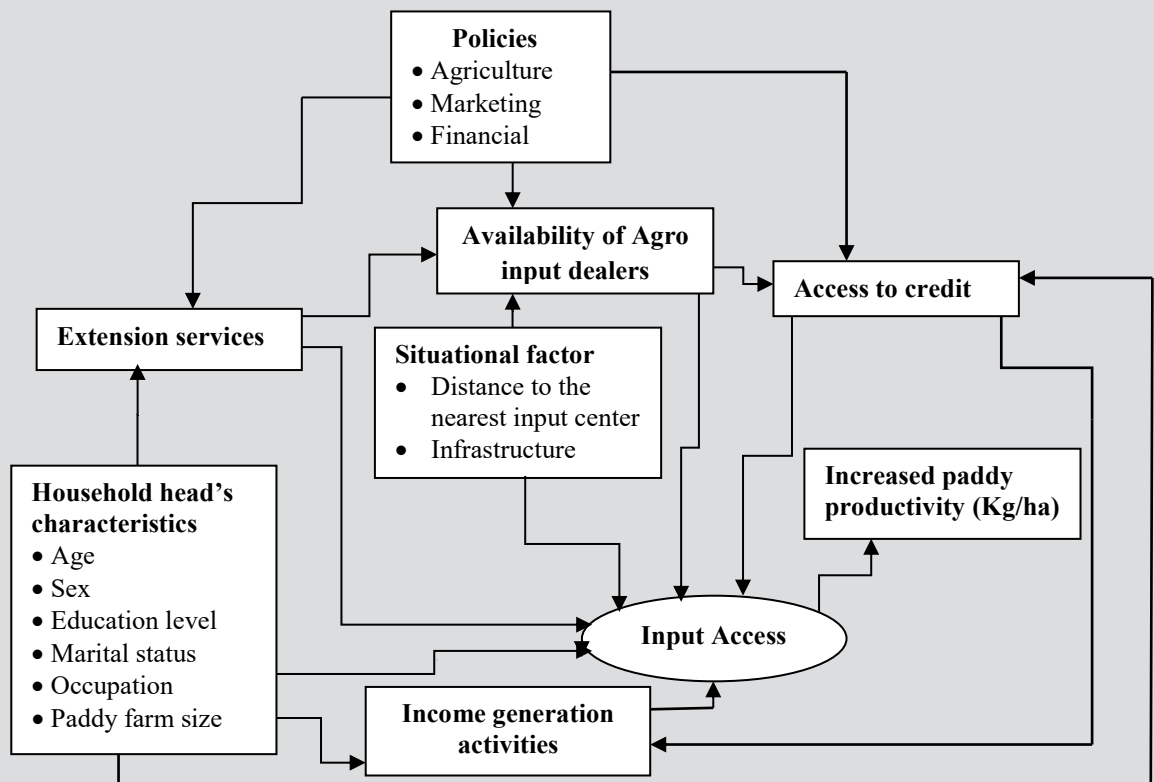 Policies
• Agriculture
• Marketing
• Financial
Availability of Agro
input dealers
Access to credit
Extension services
Situational factor
• Distance to the
nearest input center
• Infrastructure
Household head’s
characteristics
• Age
• Sex
• Education level
• Marital status
• Occupation
• Paddy farm size
Increased paddy
productivity (Kg/ha)
Input Access
Income generation
activities